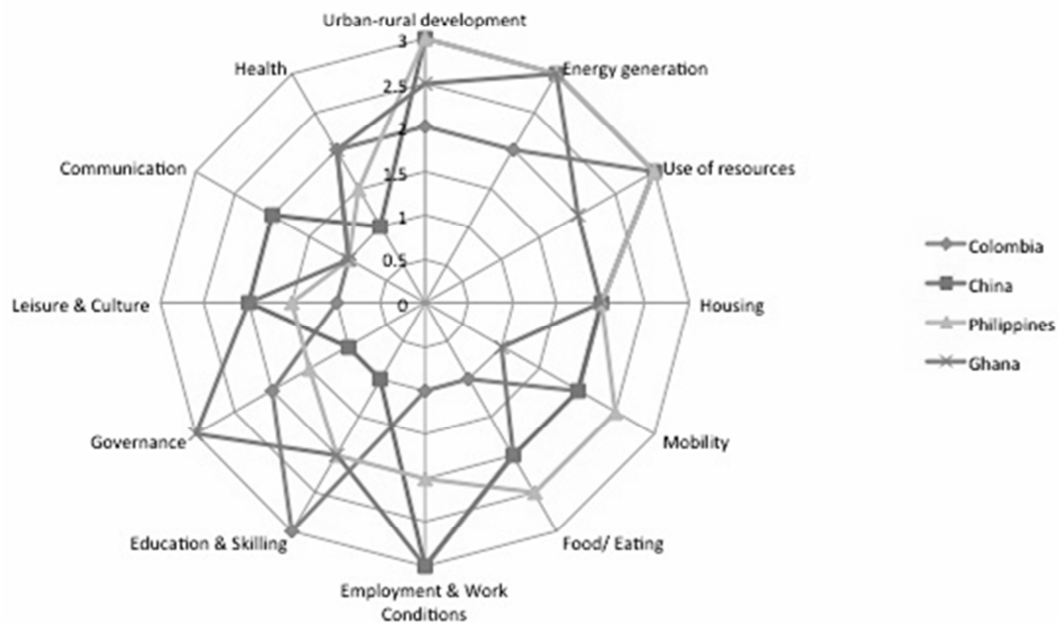 Urban-rural development
3
Health
Energy generation
2.5
2
Communication
Use of resources
1.5
1
0.5
Colombia
China
Leisure & Culture
0
Housing
Philippines
Ghana
Governance
Mobility
Education & Skilling
Food/ Eating
Employment & Work
Conditions